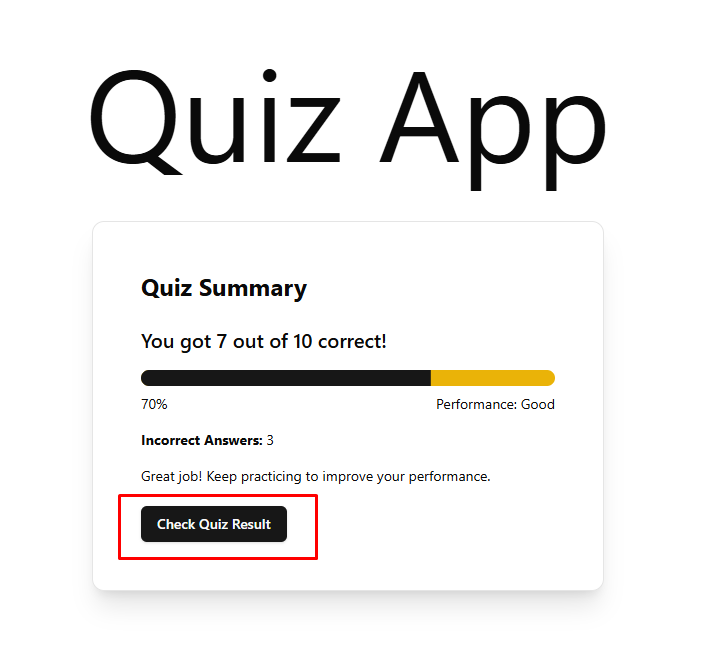 Quiz App
Quiz Summary
You got 7 out of 10 correct!
70% Performance: Good
Incorrect Answers: 3
Great job! Keep practicing to improve your performance.
Check Quiz Result